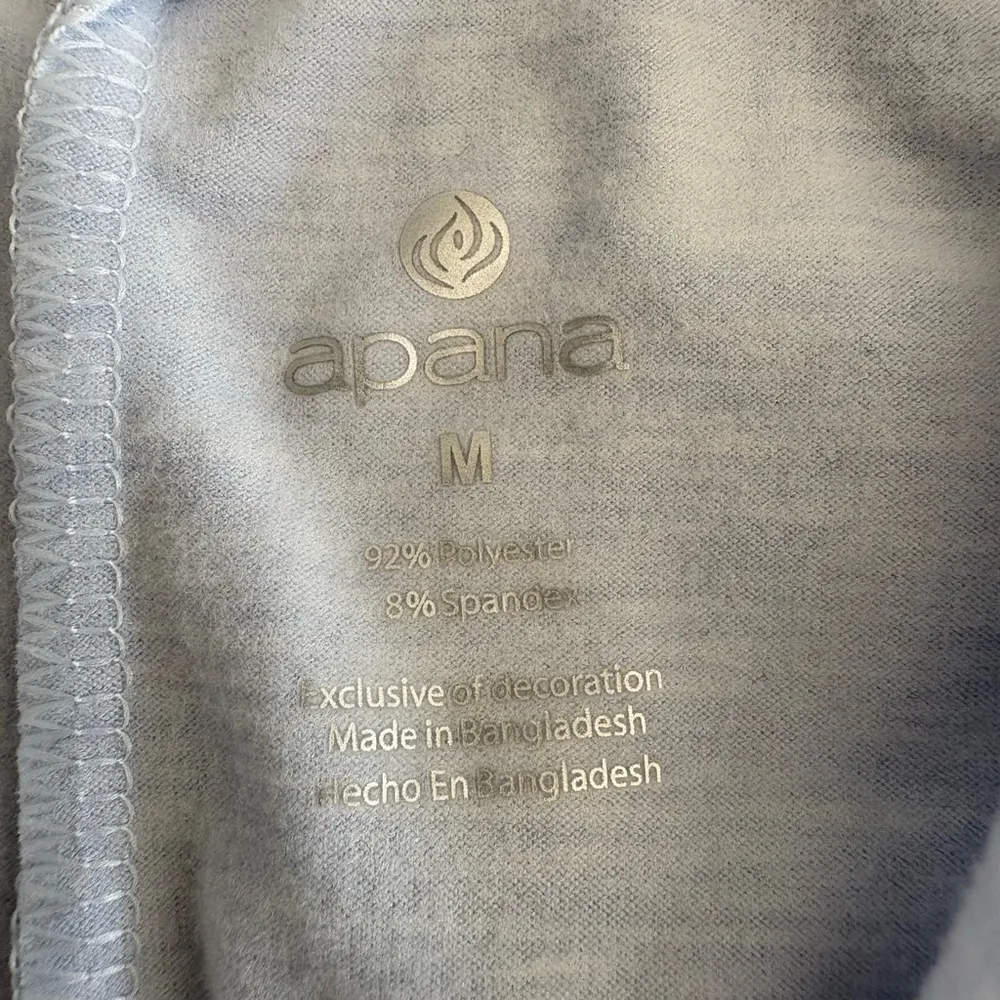 apana
M
92% Polyester
8% Spandex
Exclusive of decoration
Made in Bangladesh
Hecho En Bangladesh